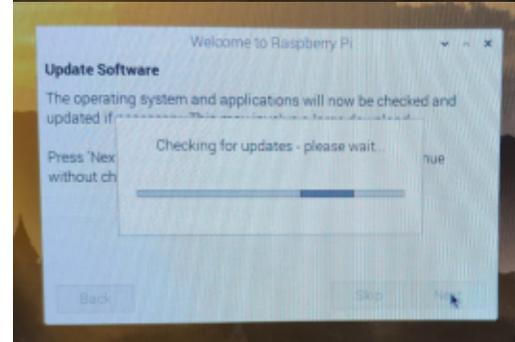 Welcome to Raspberry Pi
Update Software
The operating system and applications will now be checked and
updated if
Checking for updates - please wait...
Press 'Nex
nue
without ch
Back
Skip
Next